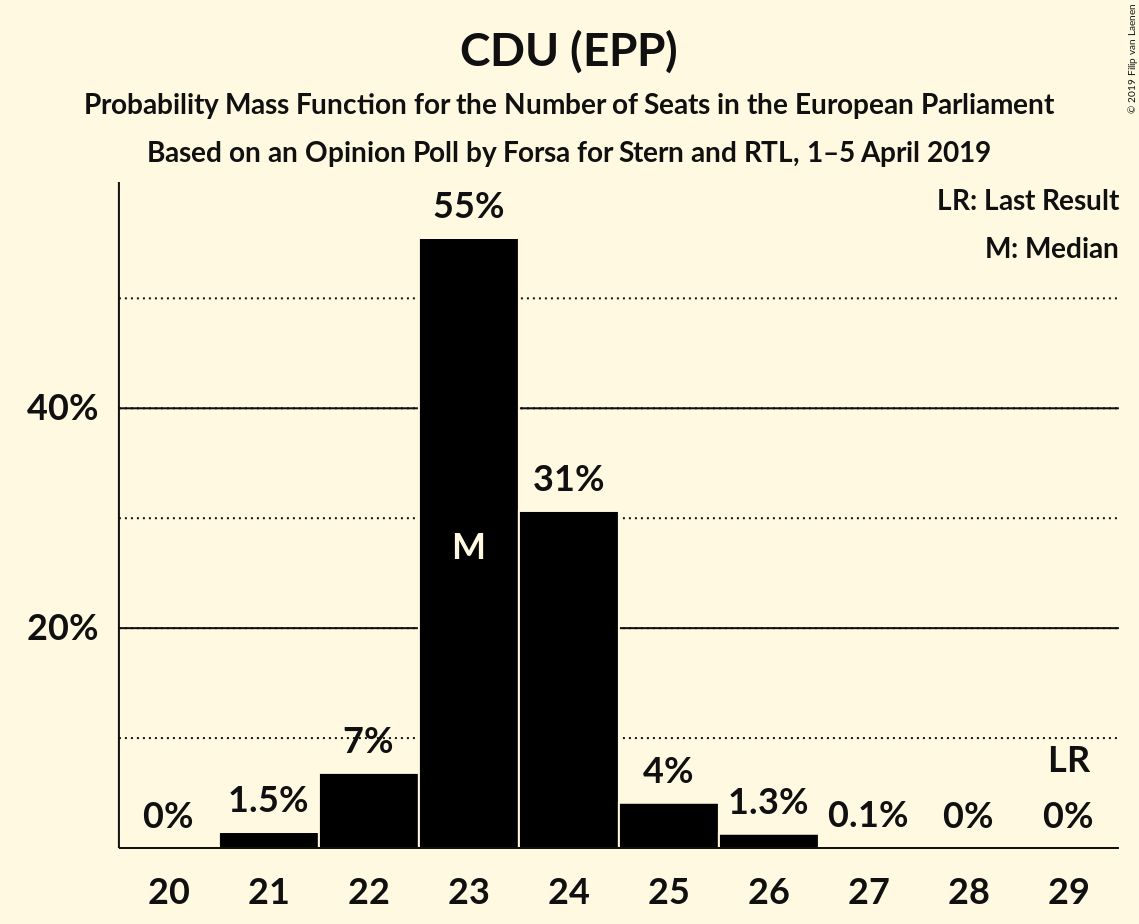 CDU (EPP)
Probability Mass Function for the Number of Seats in the European Parliament
Based on an Opinion Poll by Forsa for Stern and RTL, 1–5 April 2019
© 2019 Filip van Laenen
LR: Last Result
M: Median
55%
40%
31%
M
20%
7%
4%
LR
1.5%
1.3%
0%
0.1%
0%
0%
20 21 22 23 24 25 26 27 28 29